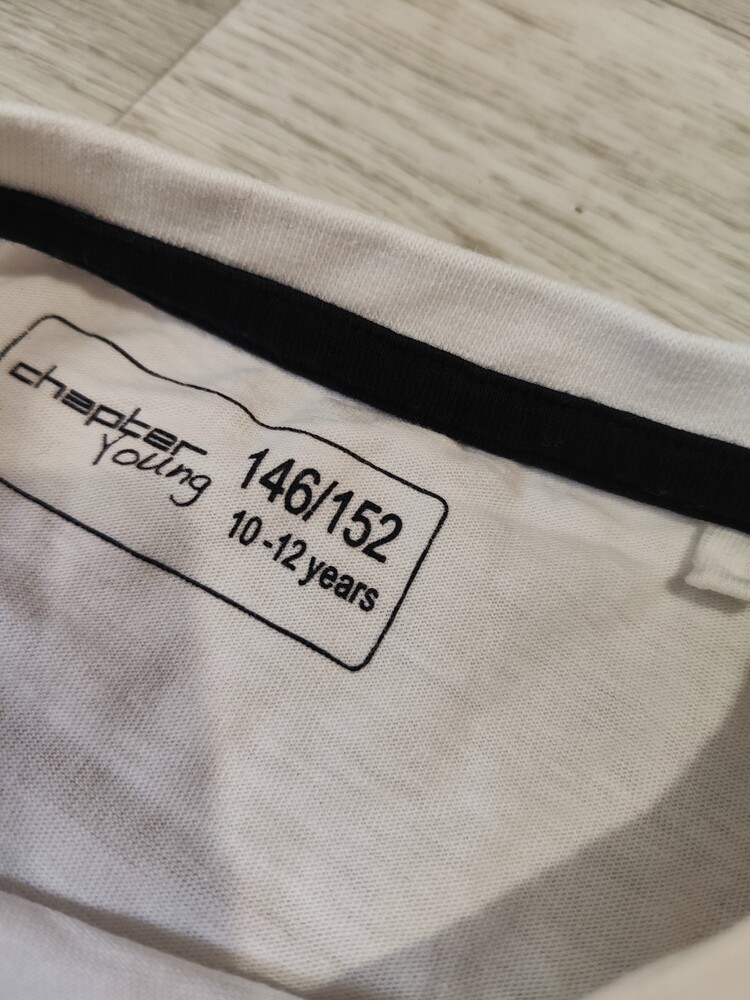 chapter
Young
146/152
10-12 years